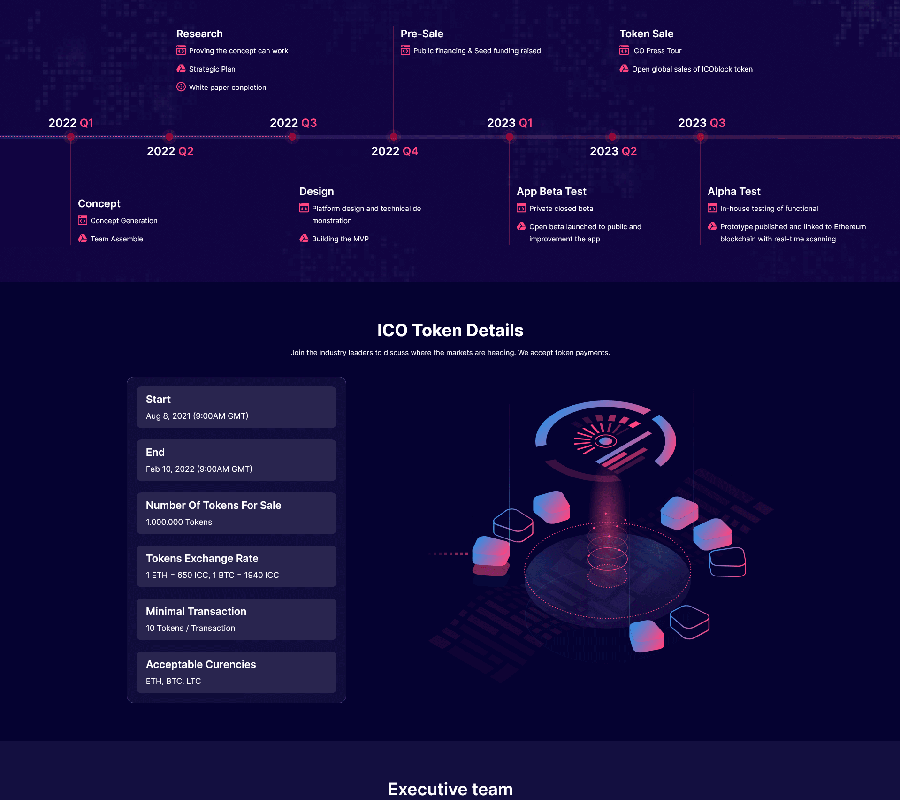 Research
Proving the concept can work
Strategic Plan
White paper completion
Pre-Sale
Public financing & Seed funding raised
Token Sale
ICO Press Tour
Open global sales of ICOblock token
2022 Q1
2022 Q3
2023 Q1
2023 Q3
2022 Q2
2022 Q4
2023 Q2
Concept
Concept Generation
Team Assemble
Design
Platform design and technical de
monstration
Building the MVP
App Beta Test
Private closed beta
Open beta launched to public and
improvement the app
Alpha Test
In-house testing of functional
Prototype published and linked to Ethereum
blockchain with real-time scanning
ICO Token Details
Join the industry leaders to discuss where the markets are heading. We accept token payments.
Start
Aug 8, 2021 (9:00AM GMT)
End
Feb 10, 2022 (9:00AM GMT)
Number Of Tokens For Sale
1.000.000 Tokens
Tokens Exchange Rate
1 ETH = 650 ICC, 1 BTC = 1940 ICC
Minimal Transaction
10 Tokens / Transaction
Acceptable Curencies
ETH, BTC, LTC
Executive team